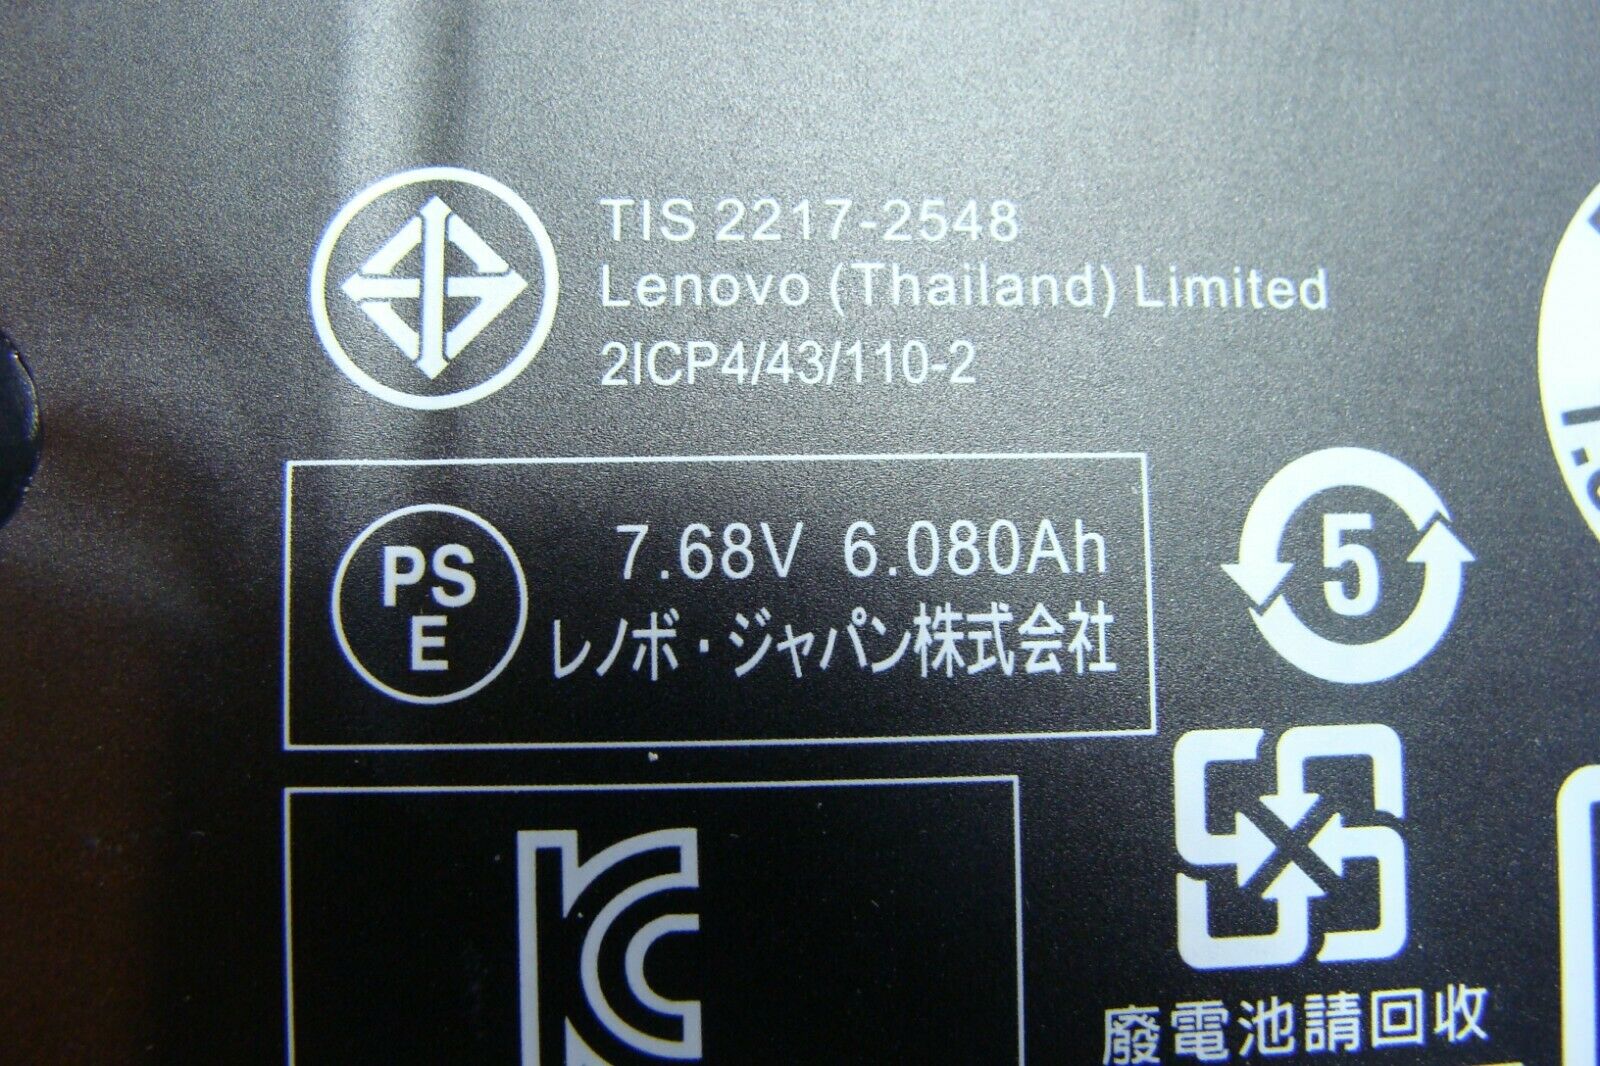 TIS 2217-2548
Lenovo (Thailand) Limited
2ICP4/43/110-2
PS
E
7.68V 6.080Ah
レノボ・ジャパン株式会社
5
廢電池請回收